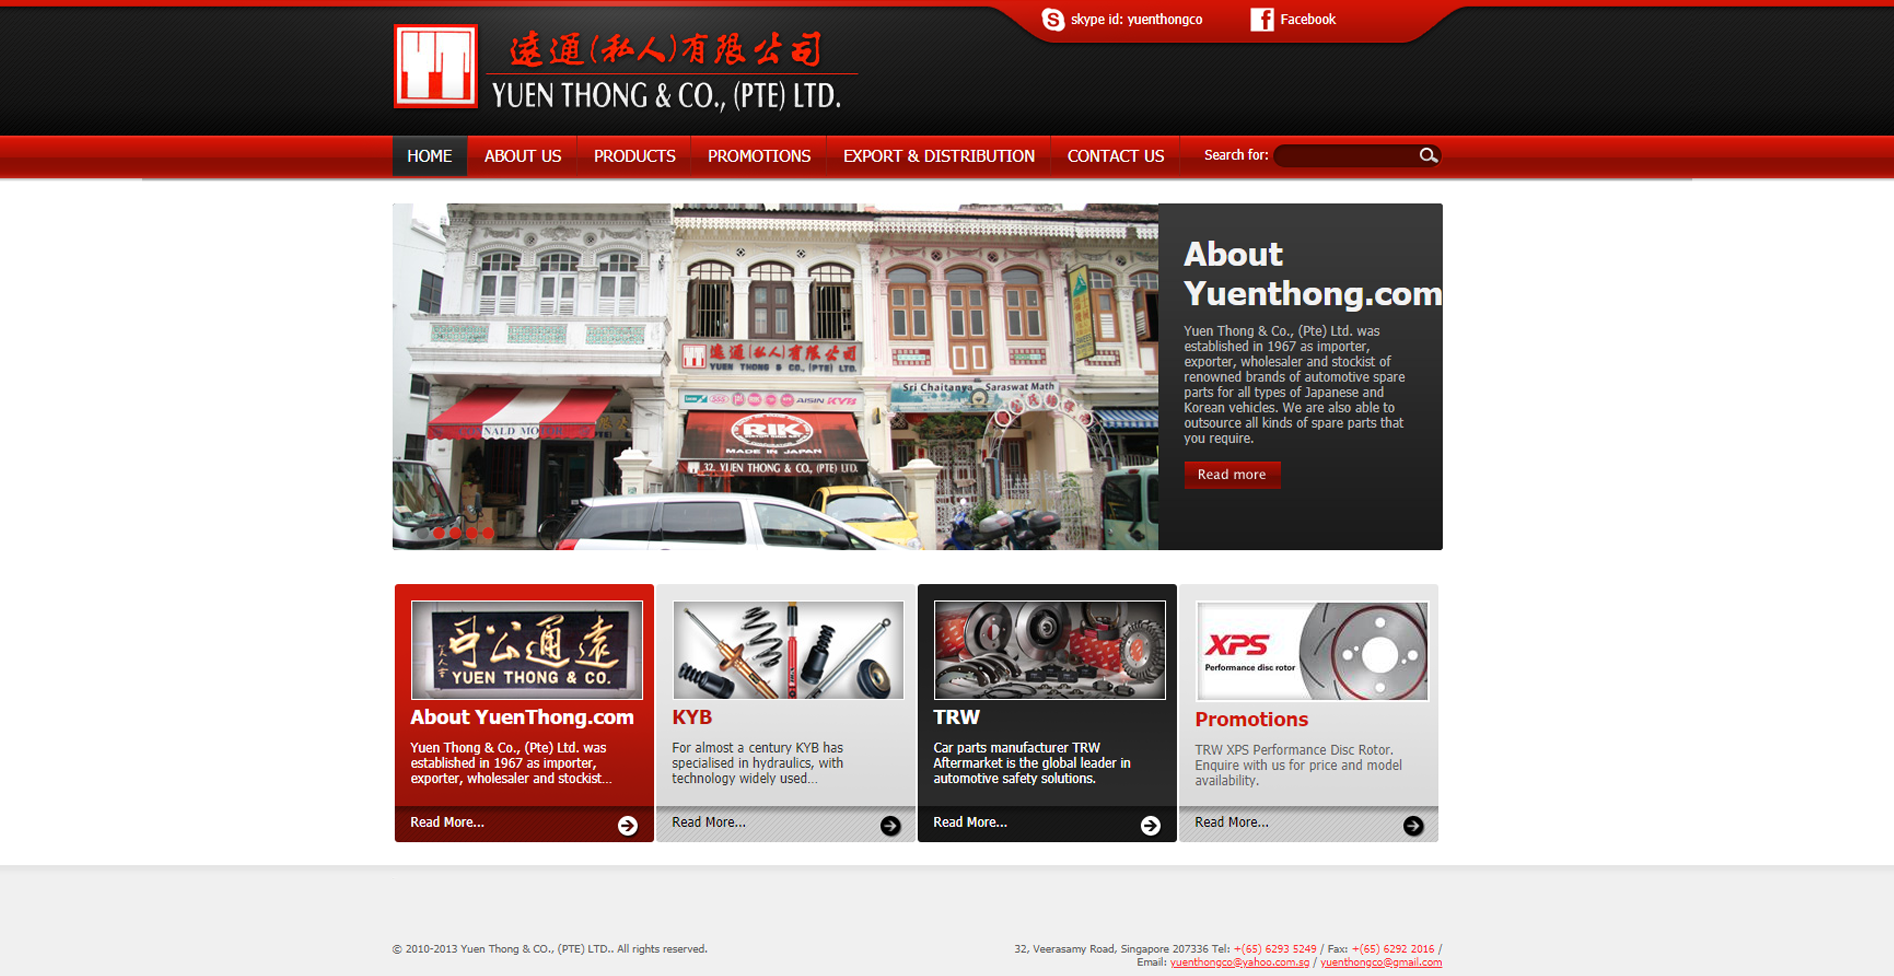 skype id: yuenthongco
Facebook
遠通(私人)有限公司
YUEN THONG & CO., (PTE) LTD.
HOME
ABOUT US
PRODUCTS
PROMOTIONS
EXPORT & DISTRIBUTION
CONTACT US
Search for:
遠通(私人)有限公司
YUEN THONG & CO., (PTE) LTD.
Sri Chaitanya Saraswat Math
AISIN KYB
RIK
MADE IN JAPAN
32, YUEN THONG & CO., (PTE) LTD.
About
Yuenthong.com
Yuen Thong & Co., (Pte) Ltd. was
established in 1967 as importer,
exporter, wholesaler and stockist of
renowned brands of automotive spare
parts for all types of Japanese and
Korean vehicles. We are also able to
outsource all kinds of spare parts that
you require.
Read more
司公通遠
YUEN THONG & CO.
About YuenThong.com
Yuen Thong & Co., (Pte) Ltd. was
established in 1967 as importer,
exporter, wholesaler and stockist...
Read More...
KYB
For almost a century KYB has
specialised in hydraulics, with
technology widely used...
Read More...
TRW
Car parts manufacturer TRW
Aftermarket is the global leader in
automotive safety solutions.
Read More...
XPS
Performance disc rotor
Promotions
TRW XPS Performance Disc Rotor.
Enquire with us for price and model
availability.
Read More...
© 2010-2013 Yuen Thong & CO., (PTE) LTD.. All rights reserved.
32, Veerasamy Road, Singapore 207336 Tel: +(65) 6293 5249 / Fax: +(65) 6292 2016 /
Email: yuenthongco@yahoo.com.sg / yuenthongco@gmail.com